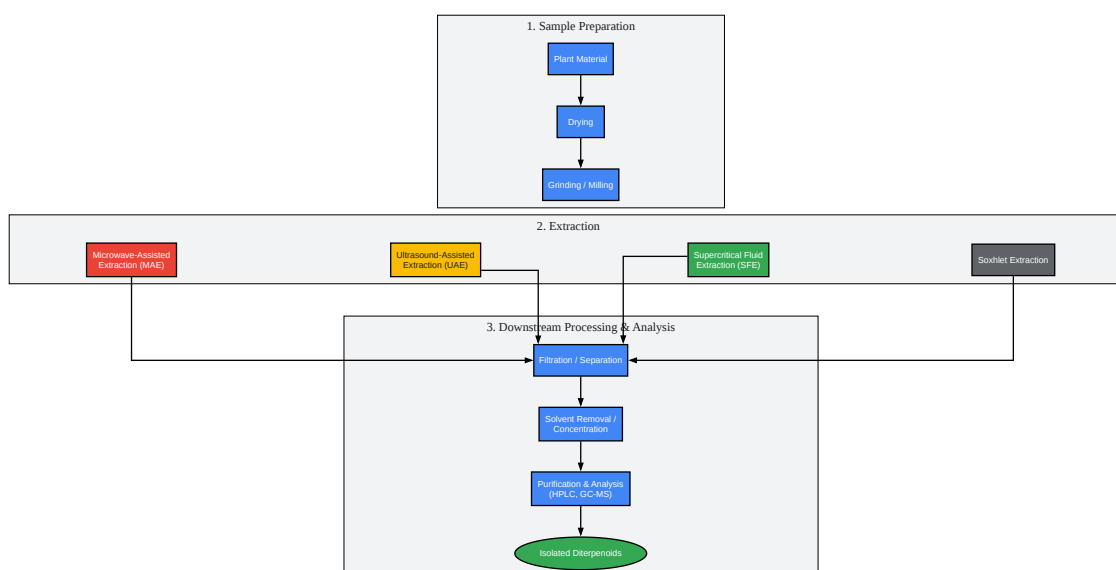 1. Sample Preparation
Plant Material
Drying
Grinding / Milling
2. Extraction
Microwave-Assisted
Extraction (MAE)
Ultrasound-Assisted
Extraction (UAE)
Supercritical Fluid
Extraction (SFE)
Soxhlet Extraction
3. Downstream Processing & Analysis
Filtration / Separation
Solvent Removal /
Concentration
Purification & Analysis
(HPLC, GC-MS)
Isolated Diterpenoids